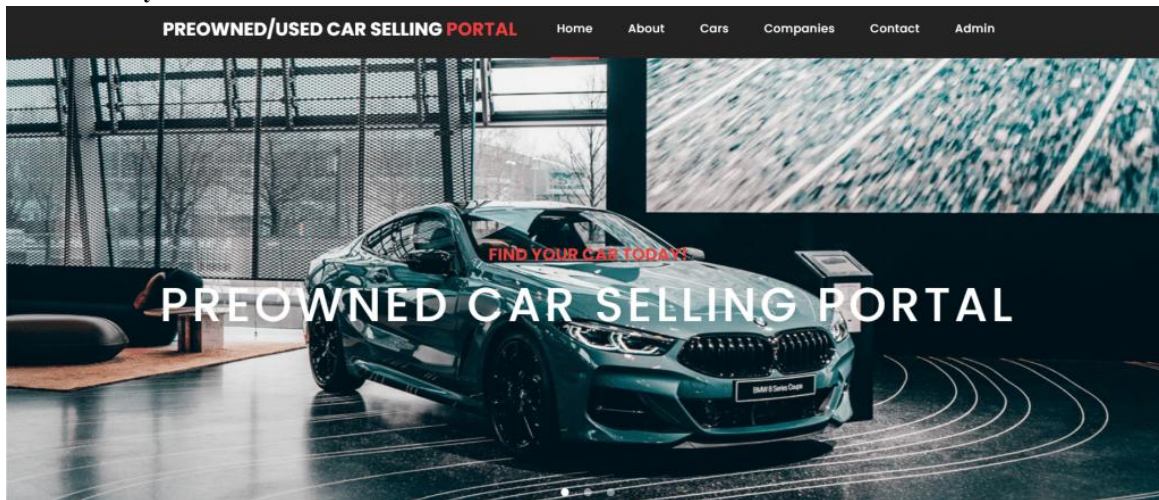 PREOWNED/USED CAR SELLING PORTAL Home About Cars Companies Contact Admin
FIND YOUR CAR TODAY!
PREOWNED CAR SELLING PORTAL
BMW 8 Series Coupe